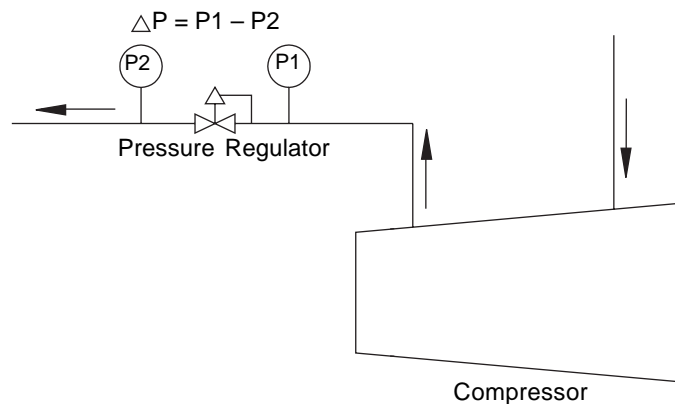 △P = P1 – P2
P2
P1
Pressure Regulator
Compressor